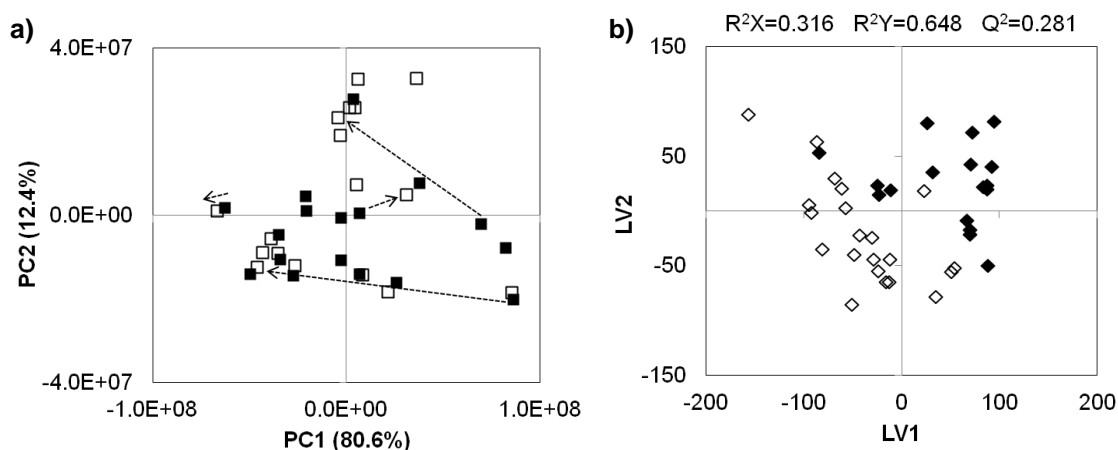 a)
4.0E+07
0.0E+00
-4.0E+07
PC2 (12.4%)
-1.0E+08 0.0E+00 1.0E+08
PC1 (80.6%)
b)
R²X=0.316 R²Y=0.648 Q²=0.281
150
50
-50
-150
LV2
-200 -100 0 100 200
LV1